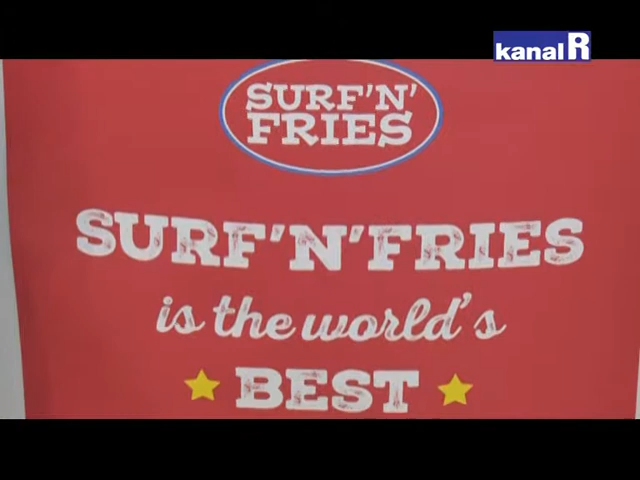 kanal R
SURF'N'
FRIES
SURF'N'FRIES
is the world's
BEST